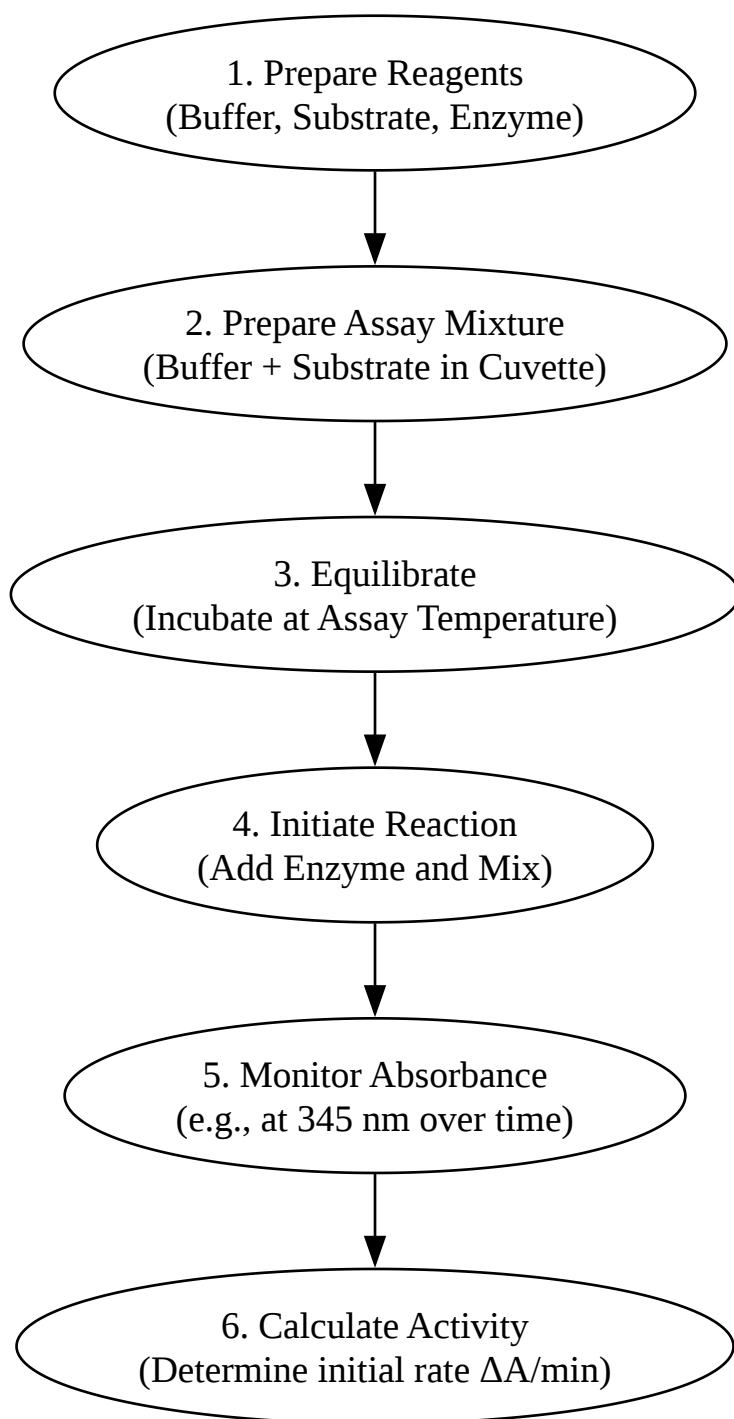 1. Prepare Reagents
(Buffer, Substrate, Enzyme)
2. Prepare Assay Mixture
(Buffer + Substrate in Cuvette)
3. Equilibrate
(Incubate at Assay Temperature)
4. Initiate Reaction
(Add Enzyme and Mix)
5. Monitor Absorbance
(e.g., at 345 nm over time)
6. Calculate Activity
(Determine initial rate ΔA/min)